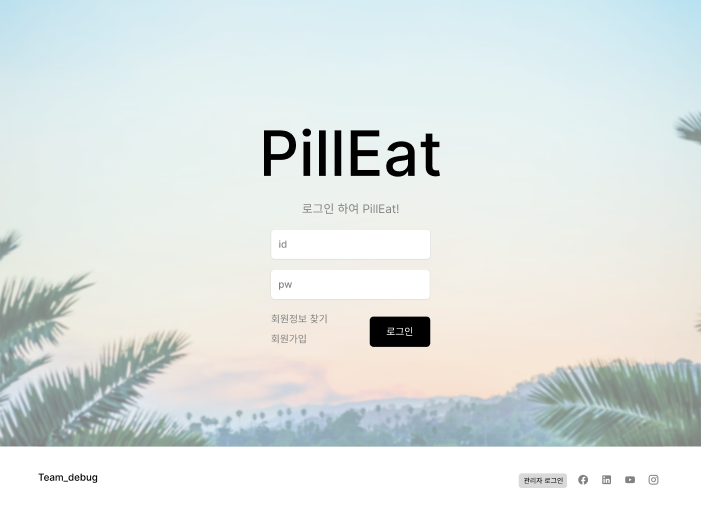 PillEat
로그인 하여 PillEat!
id
pw
회원정보 찾기
로그인
회원가입
Team_debug
관리자 로그인